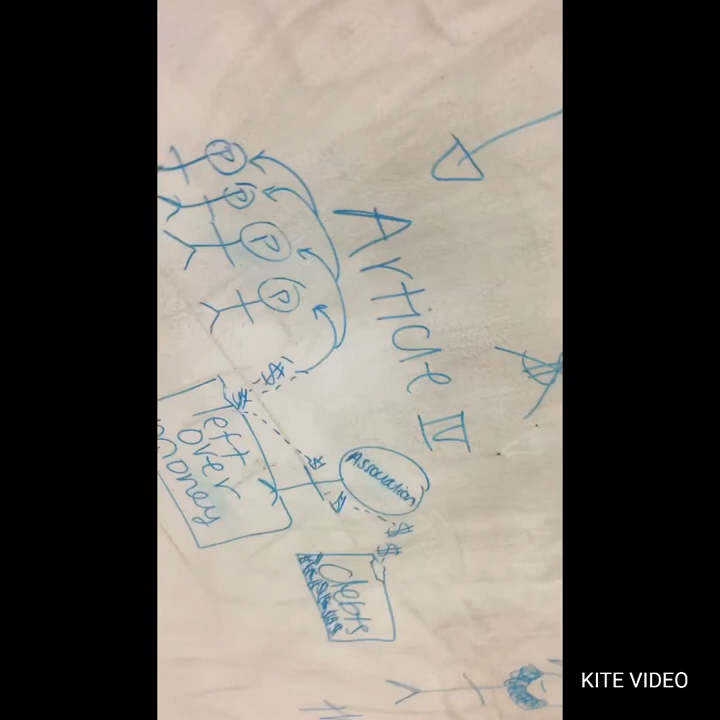 Article IV
P
P
P
P
$
$
$
$
Association
$
$$
left
over
money
debts
KITE VIDEO